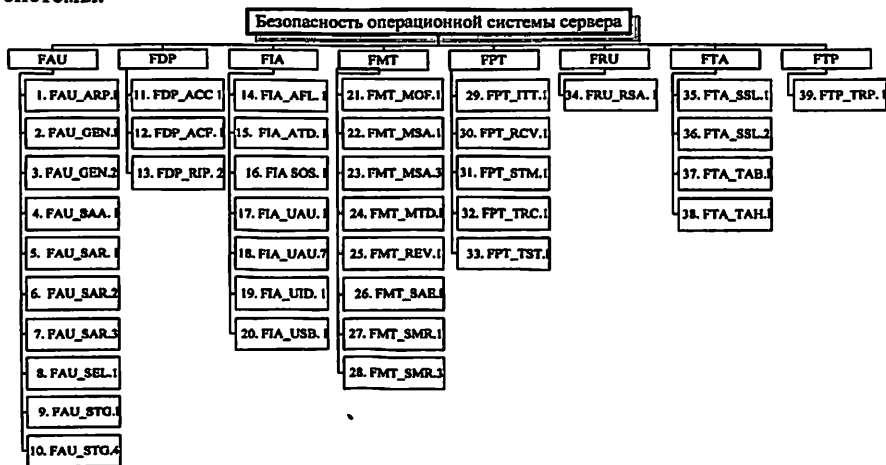 системы.
Безопасность операционной системы сервера
FAU
FDP
FIA
FMT
FPT
FRU
FTA
FTP
1. FAU_ARP.1
2. FAU_GEN.1
3. FAU_GEN.2
4. FAU_SAA. 1
5. FAU_SAR. 1
6. FAU_SAR.2
7. FAU_SAR.3
8. FAU_SEL.1
9. FAU_STG.1
10. FAU_STG.4
11. FDP_ACC 1
12. FDP_ACF. 1
13. FDP_RIP. 2
14. FIA_AFL. 1
15. FIA_ATD. 1
16. FIA SOS. 1
17. FIA_UAU. 1
18. FIA_UAU.7
19. FIA_UID. 1
20. FIA_USB. 1
21. FMT_MOF.1
22. FMT_MSA.1
23. FMT_MSA.3
24. FMT_MTD.1
25. FMT_REV.1
26. FMT_SAE.1
27. FMT_SMR.1
28. FMT_SMR.3
29. FPT_ITT.1
30. FPT_RCV.1
31. FPT_STM.1
32. FPT_TRC.1
33. FPT_TST.1
34. FRU_RSA. 1
35. FTA_SSL.1
36. FTA_SSL.2
37. FTA_TAB.1
38. FTA_TAH.1
39. FTP_TRP. 1